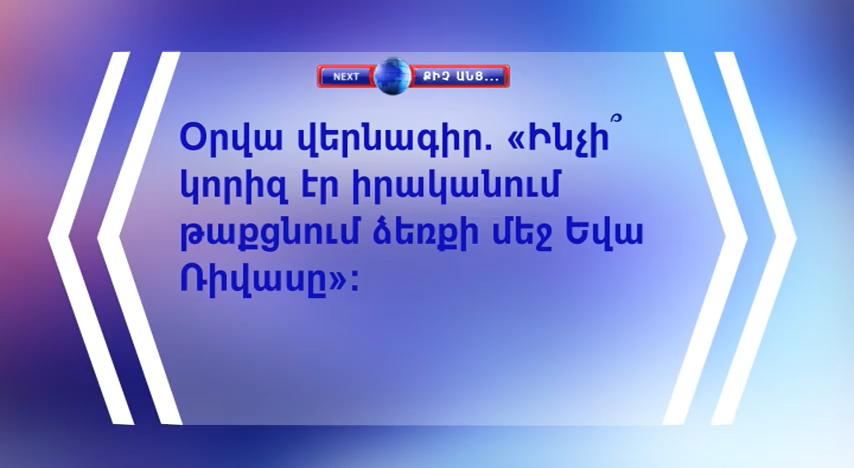 NEXT ՔԻՉ ԱՆՑ...
Օրվա վերնագիր. «Ինչի՞
կորիզ էր իրականում
թաքցնում ձեռքի մեջ Եվա
Ռիվասը»: